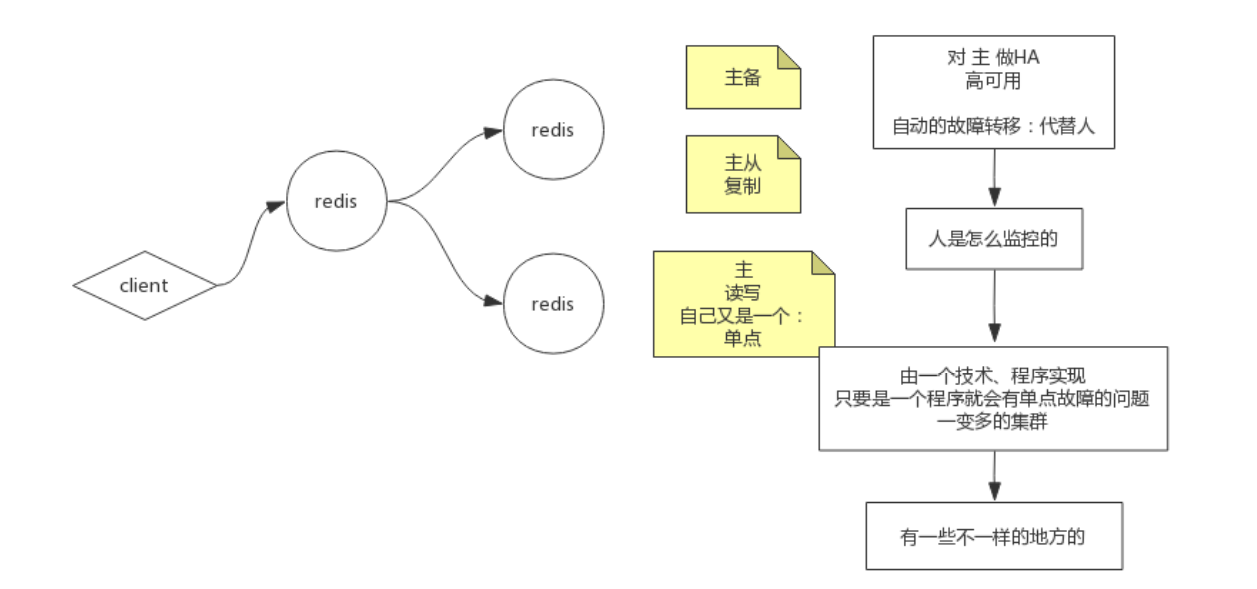 client
redis
redis
redis
主备
主从
复制
主
读写
自己又是一个：
单点
对 主 做HA
高可用
自动的故障转移：代替人
人是怎么监控的
由一个技术、程序实现
只要是一个程序就会有单点故障的问题
一变多的集群
有一些不一样的地方的